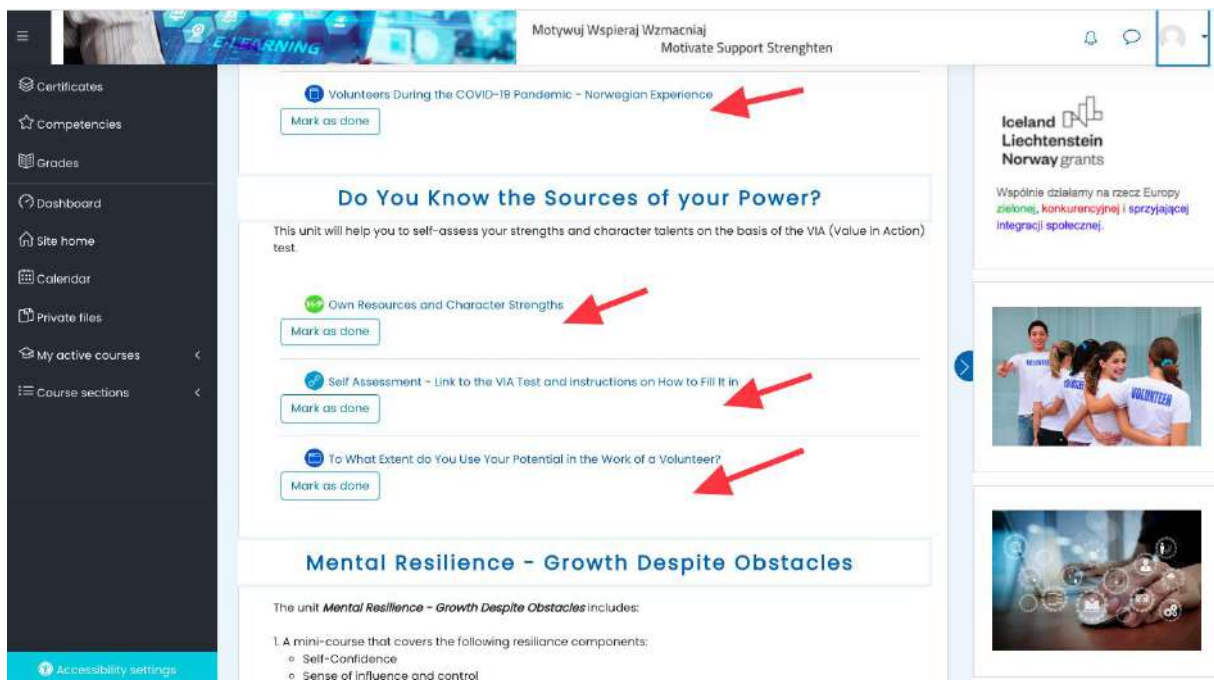 E-LEARNING
Motywuj Wspieraj Wzmacniaj
Motivate Support Strenghten
Certificates
Competencies
Grades
Dashboard
Site home
Calendar
Private files
My active courses
Course sections
Accessibility settings
Volunteers During the COVID-19 Pandemic - Norwegian Experience
Mark as done
Do You Know the Sources of your Power?
This unit will help you to self-assess your strengths and character talents on the basis of the VIA (Value in Action)
test.
Own Resources and Character Strengths
Mark as done
Self Assessment - Link to the VIA Test and Instructions on How to Fill It in
Mark as done
To What Extent do You Use Your Potential in the Work of a Volunteer?
Mark as done
Mental Resilience - Growth Despite Obstacles
The unit Mental Resilience - Growth Despite Obstacles includes:
1. A mini-course that covers the following resiliance components:
Self-Confidence
Sense of influence and control
Iceland
Liechtenstein
Norway grants
Wspólnie działamy na rzecz Europy
zielonej, konkurencyjnej i sprzyjającej
integracji społecznej.
VOLUNTEER
VOLUNTEER